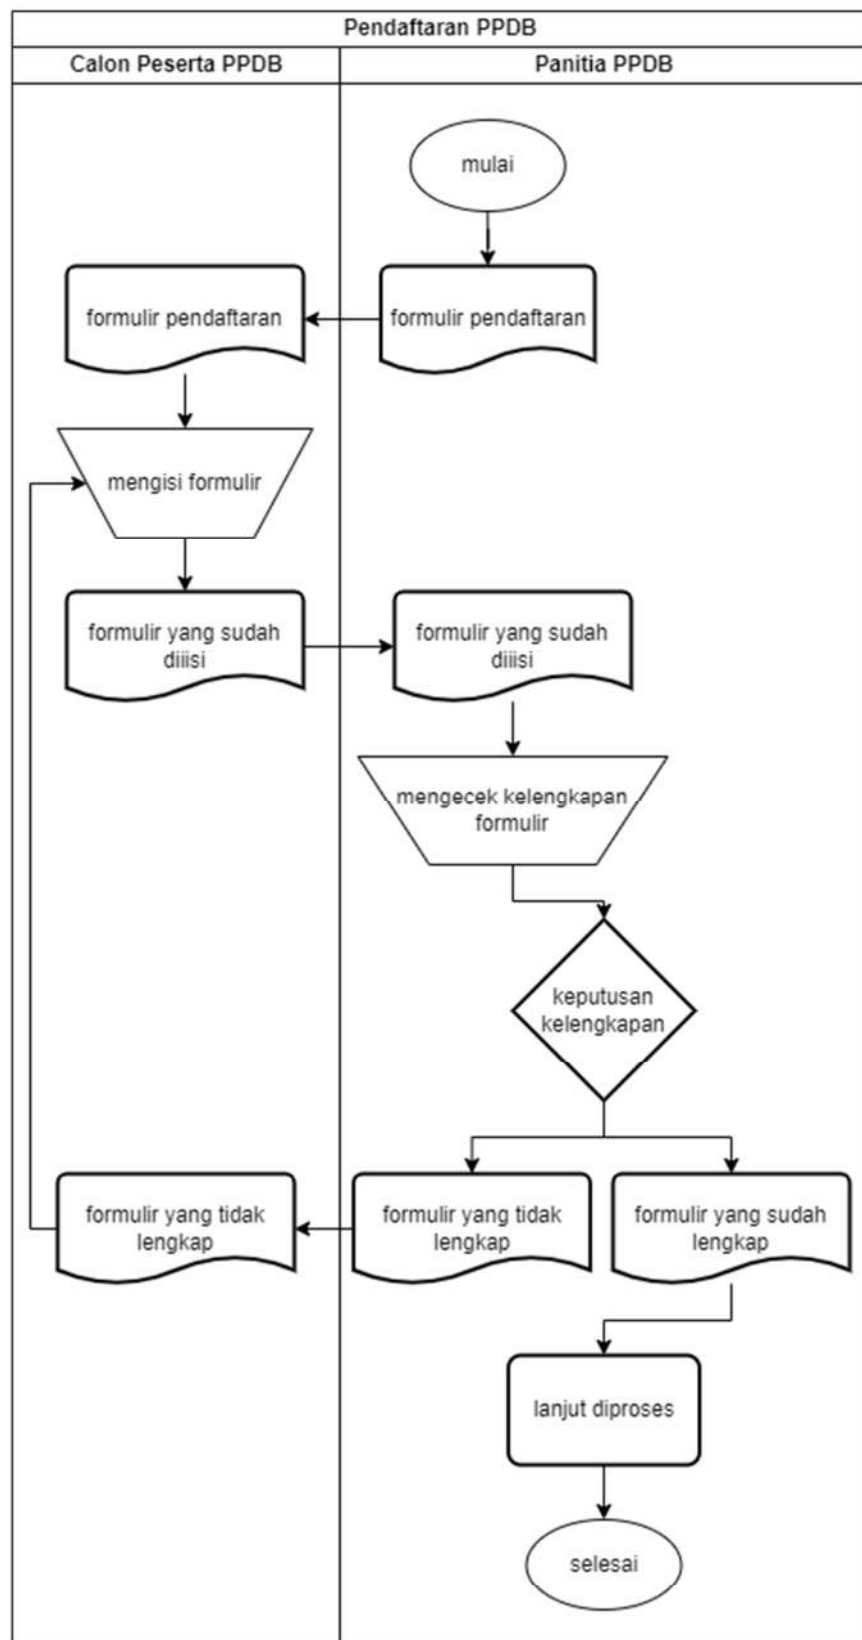 Pendaftaran PPDB
Calon Peserta PPDB
Panitia PPDB
mulai
formulir pendaftaran
formulir pendaftaran
mengisi formulir
formulir yang sudah
diiisi
formulir yang sudah
diiisi
mengecek kelengkapan
formulir
keputusan
kelengkapan
formulir yang tidak
lengkap
formulir yang tidak
lengkap
formulir yang sudah
lengkap
lanjut diproses
selesai